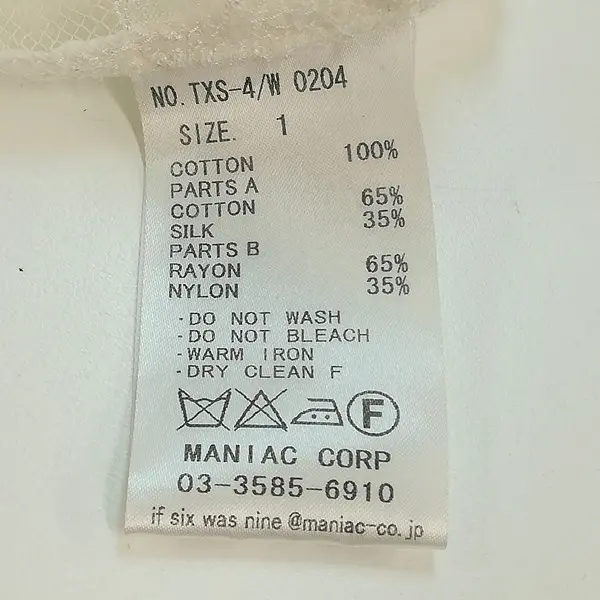 NO. TXS-4/W 0204
SIZE. 1
COTTON 100%
PARTS A
COTTON 65%
SILK 35%
PARTS B
RAYON 65%
NYLON 35%
·DO NOT WASH
·DO NOT BLEACH
·WARM IRON
·DRY CLEAN F
F
MANIAC CORP
03-3585-6910
if six was nine @maniac-co.jp